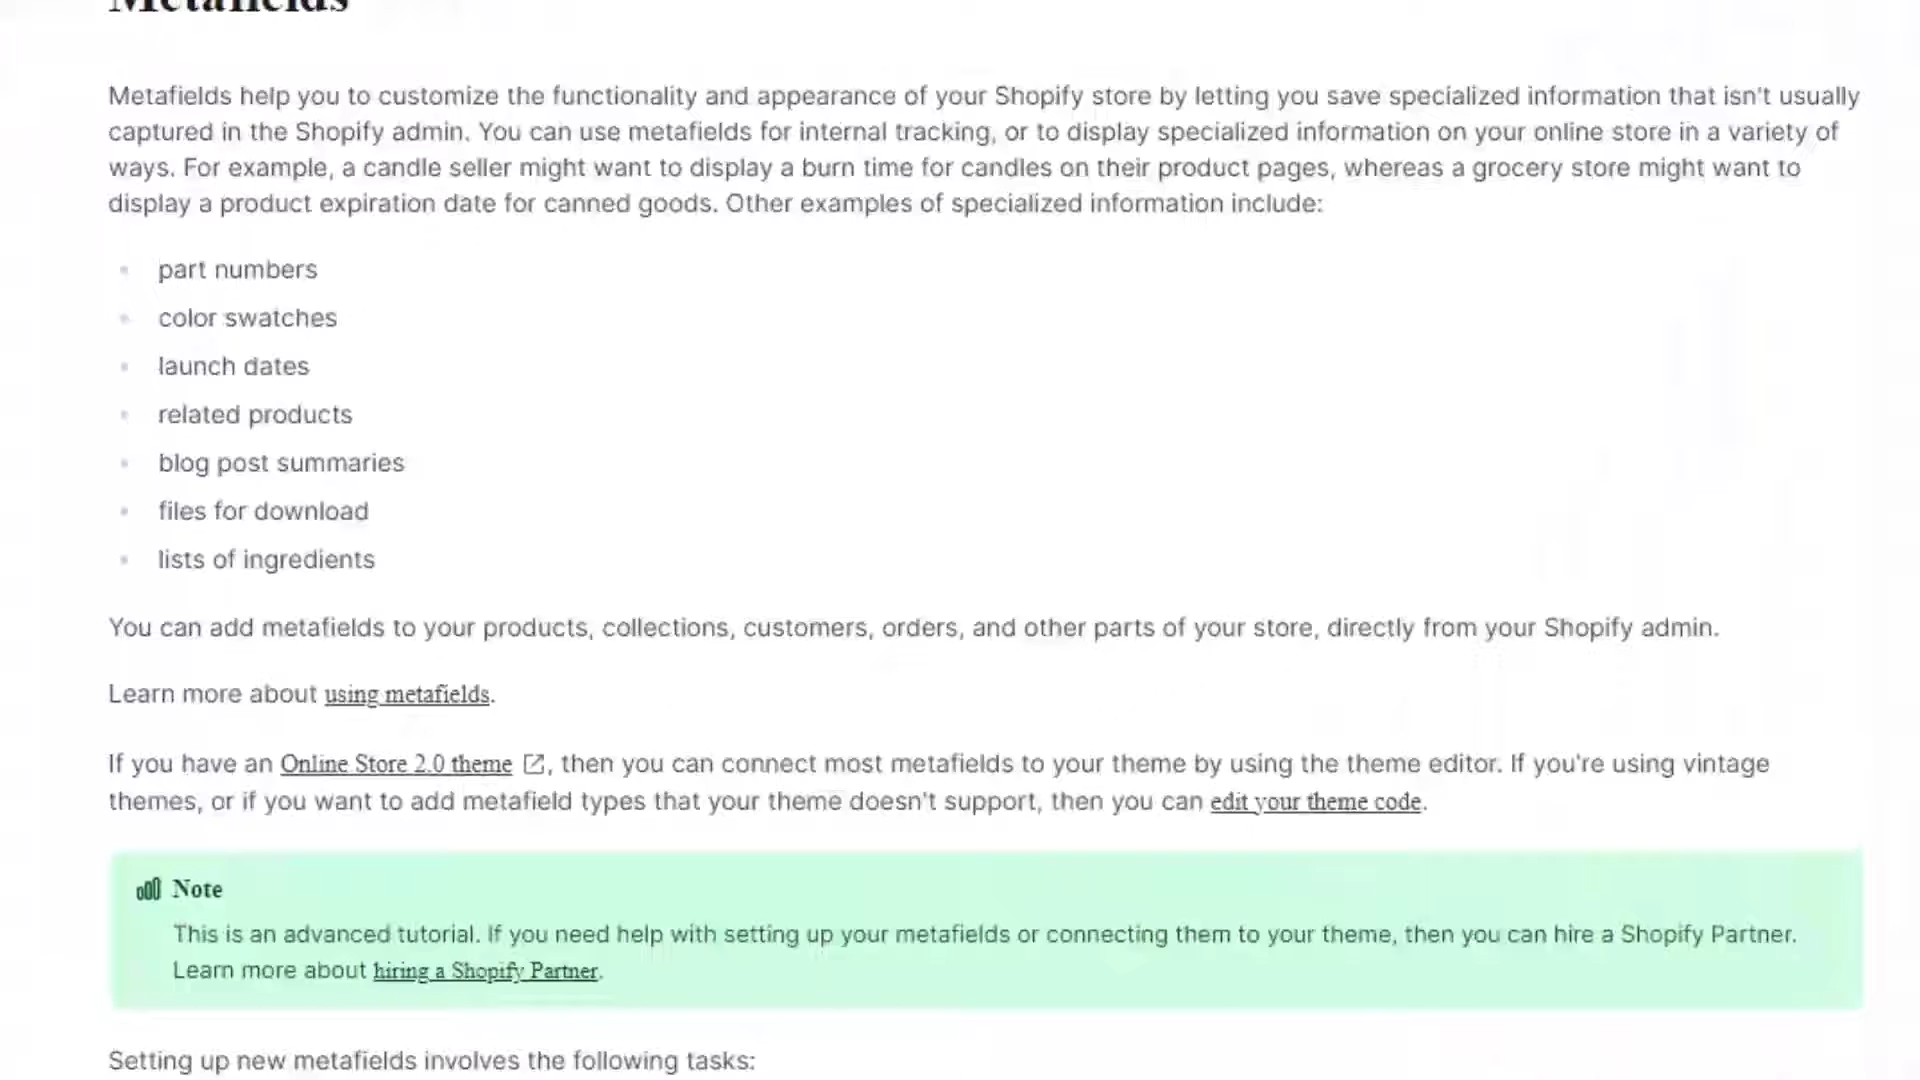 Metafields
Metafields help you to customize the functionality and appearance of your Shopify store by letting you save specialized information that isn't usually
captured in the Shopify admin. You can use metafields for internal tracking, or to display specialized information on your online store in a variety of
ways. For example, a candle seller might want to display a burn time for candles on their product pages, whereas a grocery store might want to
display a product expiration date for canned goods. Other examples of specialized information include:
part numbers
color swatches
launch dates
related products
blog post summaries
files for download
lists of ingredients
You can add metafields to your products, collections, customers, orders, and other parts of your store, directly from your Shopify admin.
Learn more about using metafields.
If you have an Online Store 2.0 theme, then you can connect most metafields to your theme by using the theme editor. If you're using vintage
themes, or if you want to add metafield types that your theme doesn't support, then you can edit your theme code.
Note
This is an advanced tutorial. If you need help with setting up your metafields or connecting them to your theme, then you can hire a Shopify Partner.
Learn more about hiring a Shopify Partner.
Setting up new metafields involves the following tasks: